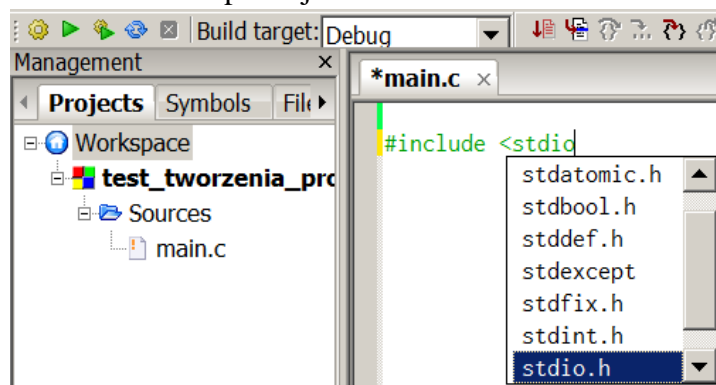 Build target: Debug
Management ×
*main.c ×
Projects Symbols File
Workspace
#include <stdio
test_tworzenia_pro
Sources
main.c
stdatomic.h
stdbool.h
stddef.h
stdexcept
stdfix.h
stdint.h
stdio.h